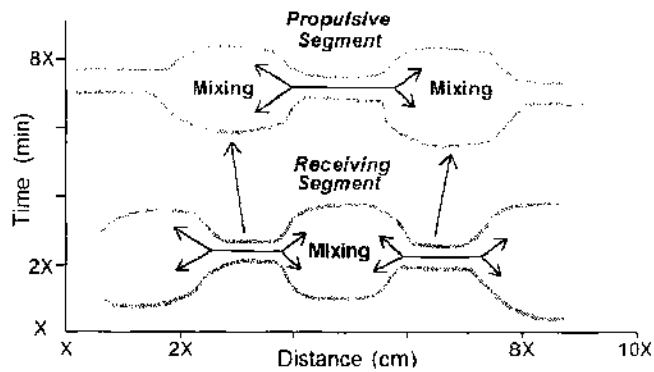 Propulsive
Segment
8X
Mixing
Mixing
Time (min)
Receiving
Segment
Mixing
2X
X
X
2X
8X
10X
Distance (cm)